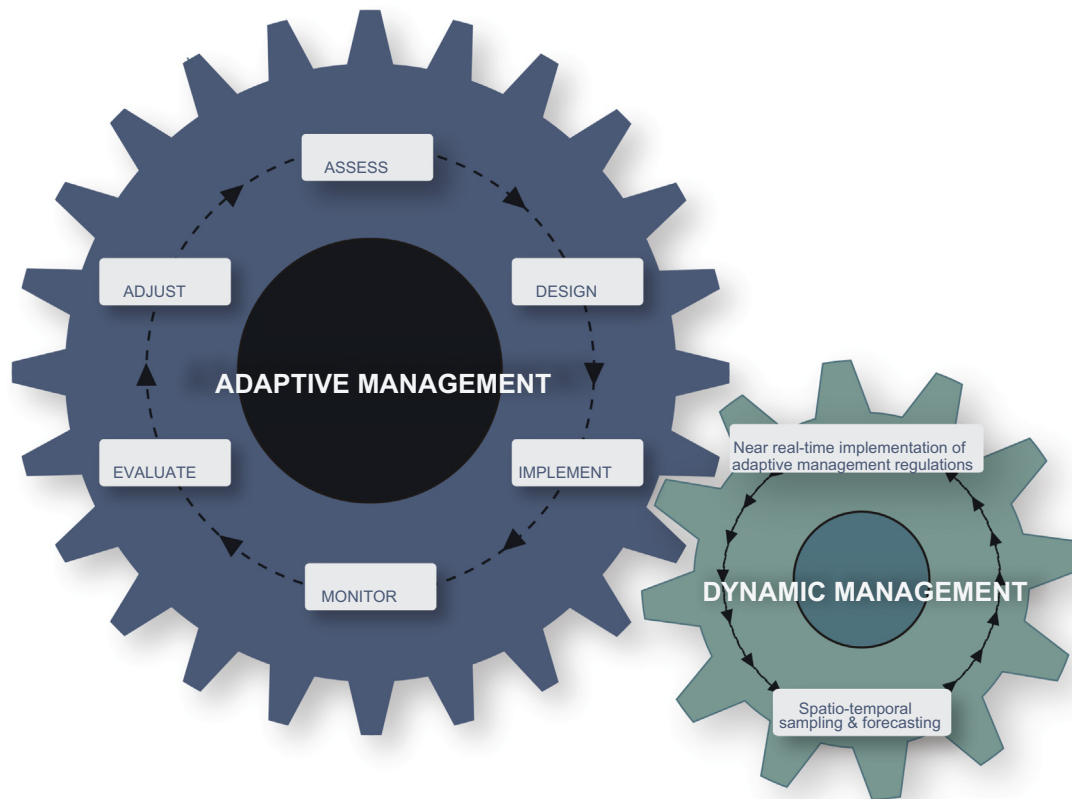 ASSESS
ADJUST
DESIGN
ADAPTIVE MANAGEMENT
EVALUATE
IMPLEMENT
MONITOR
Near real-time implementation of
adaptive management regulations
DYNAMIC MANAGEMENT
Spatio-temporal
sampling & forecasting